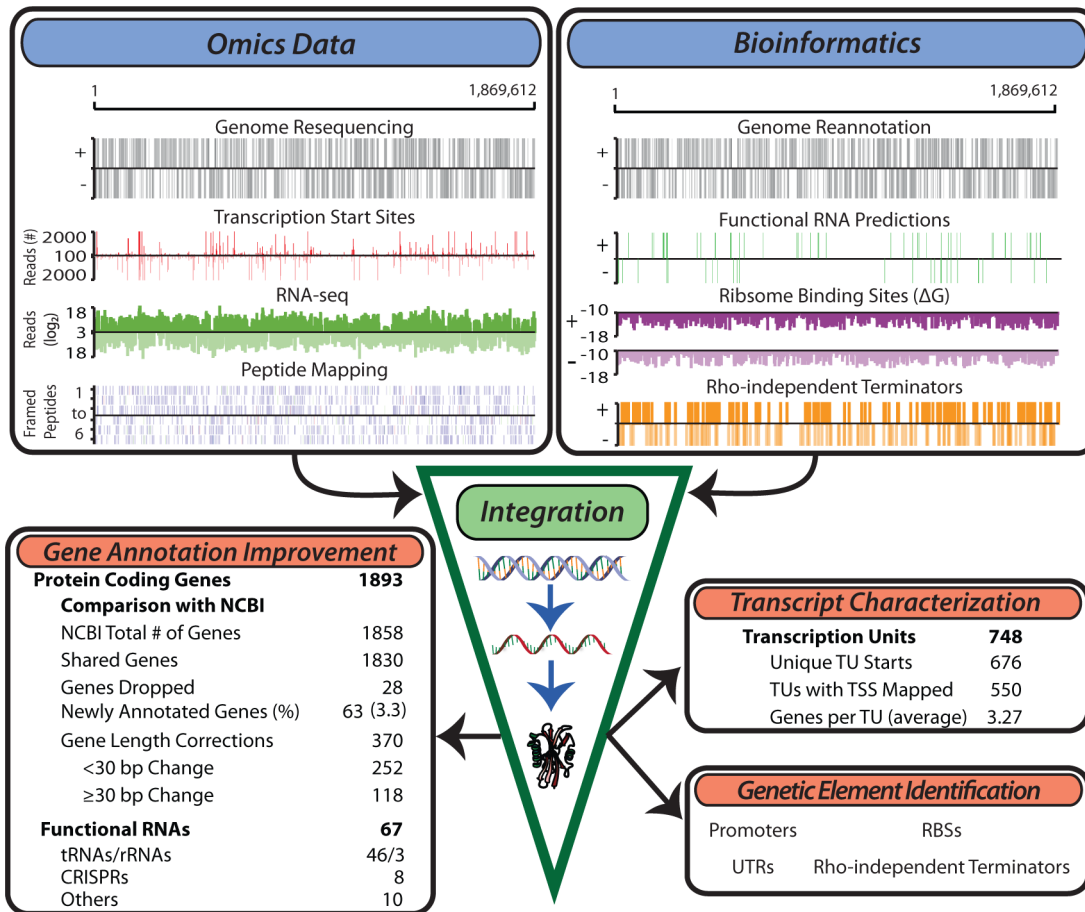 Omics Data
1 1,869,612
Genome Resequencing
+
-
Transcription Start Sites
Reads (#)
2000
100
2000
RNA-seq
Reads (log2)
18
3
18
Peptide Mapping
Framed Peptides
1
to
6
Bioinformatics
1 1,869,612
Genome Reannotation
+
-
Functional RNA Predictions
+
-
Ribsome Binding Sites (ΔG)
+ -10
-18
- -10
-18
Rho-independent Terminators
+
-
Integration
Gene Annotation Improvement
Protein Coding Genes 1893
Comparison with NCBI
NCBI Total # of Genes 1858
Shared Genes 1830
Genes Dropped 28
Newly Annotated Genes (%) 63 (3.3)
Gene Length Corrections 370
<30 bp Change 252
≥30 bp Change 118
Functional RNAs 67
tRNAs/rRNAs 46/3
CRISPRs 8
Others 10
Transcript Characterization
Transcription Units 748
Unique TU Starts 676
TUs with TSS Mapped 550
Genes per TU (average) 3.27
Genetic Element Identification
Promoters RBSs
UTRs Rho-independent Terminators